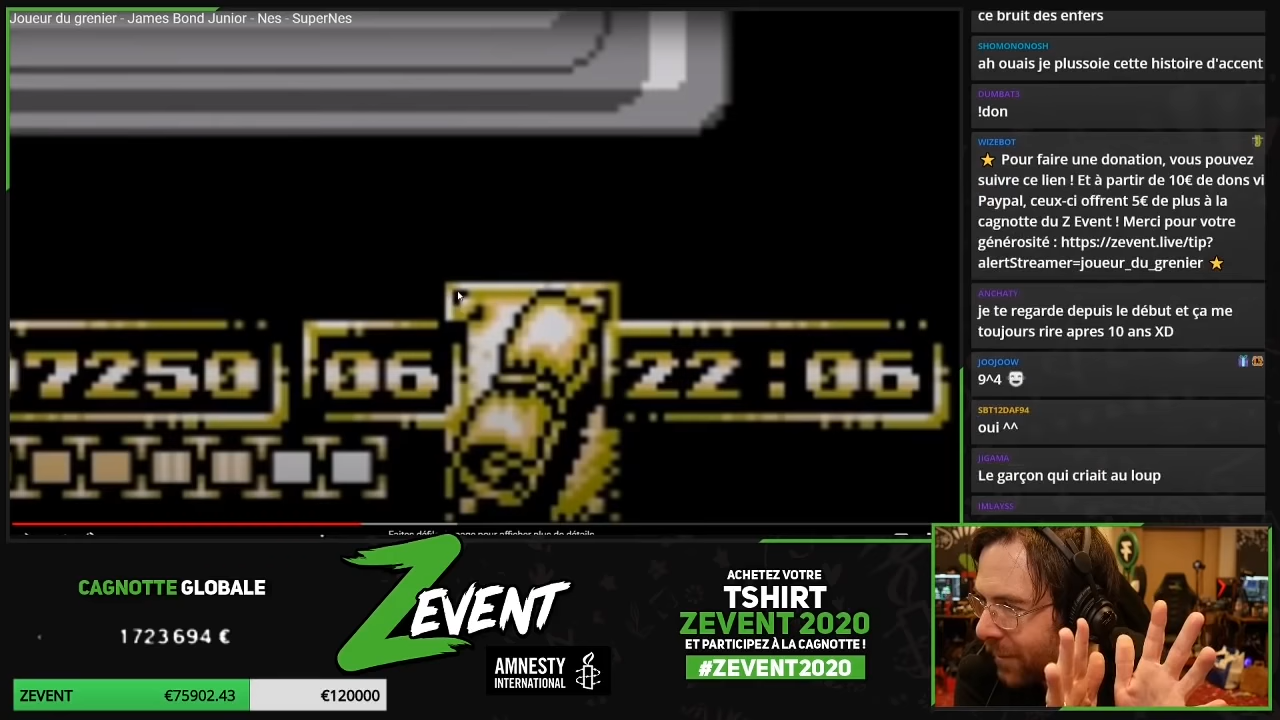 Joueur du grenier - James Bond Junior - Nes - SuperNes
7250
06
22:06
ce bruit des enfers
SHOMONONOSH
ah ouais je plussoie cette histoire d'accent
OUMBAT3
!don
WIZEBOT
Pour faire une donation, vous pouvez
suivre ce lien ! Et à partir de 10€ de dons vi
Paypal, ceux-ci offrent 5€ de plus à la
cagnotte du Z Event ! Merci pour votre
générosité : https://zevent.live/tip?
alertStreamer=joueur_du_grenier
ANCHATY
je te regarde depuis le début et ça me
toujours rire apres 10 ans XD
JOOJOOW
9^4
SBT12DAF94
oui ^^
JIGAMA
Le garçon qui criait au loup
IMLAYSS
CAGNOTTE GLOBALE
1 723 694 €
ZEVENT €75902.43 €120000
ZEVENT
AMNESTY
INTERNATIONAL
ACHETEZ VOTRE
TSHIRT
ZEVENT 2020
ET PARTICIPEZ À LA CAGNOTTE !
#ZEVENT2020